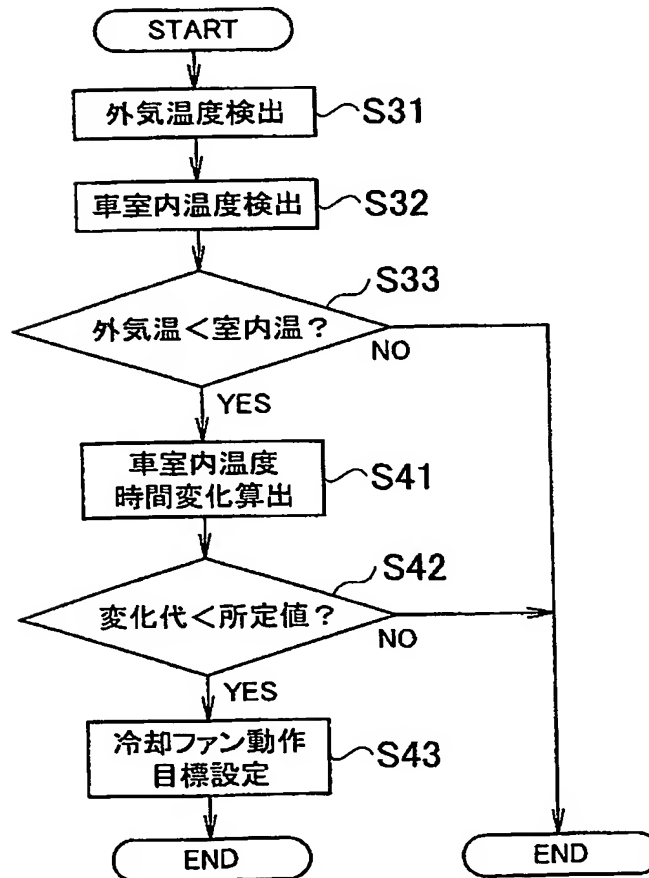 START
外気温度検出
S31
車室内温度検出
S32
S33
外気温<室内温?
NO
YES
車室内温度
時間変化算出
S41
S42
変化代<所定値?
NO
YES
冷却ファン動作
目標設定
S43
END
END